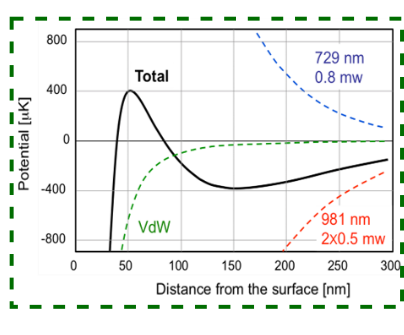 800
400
0
-400
-800
Potential [μK]
Total
729 nm
0.8 mw
VdW
981 nm
2x0.5 mw
0 50 100 150 200 250 300
Distance from the surface [nm]